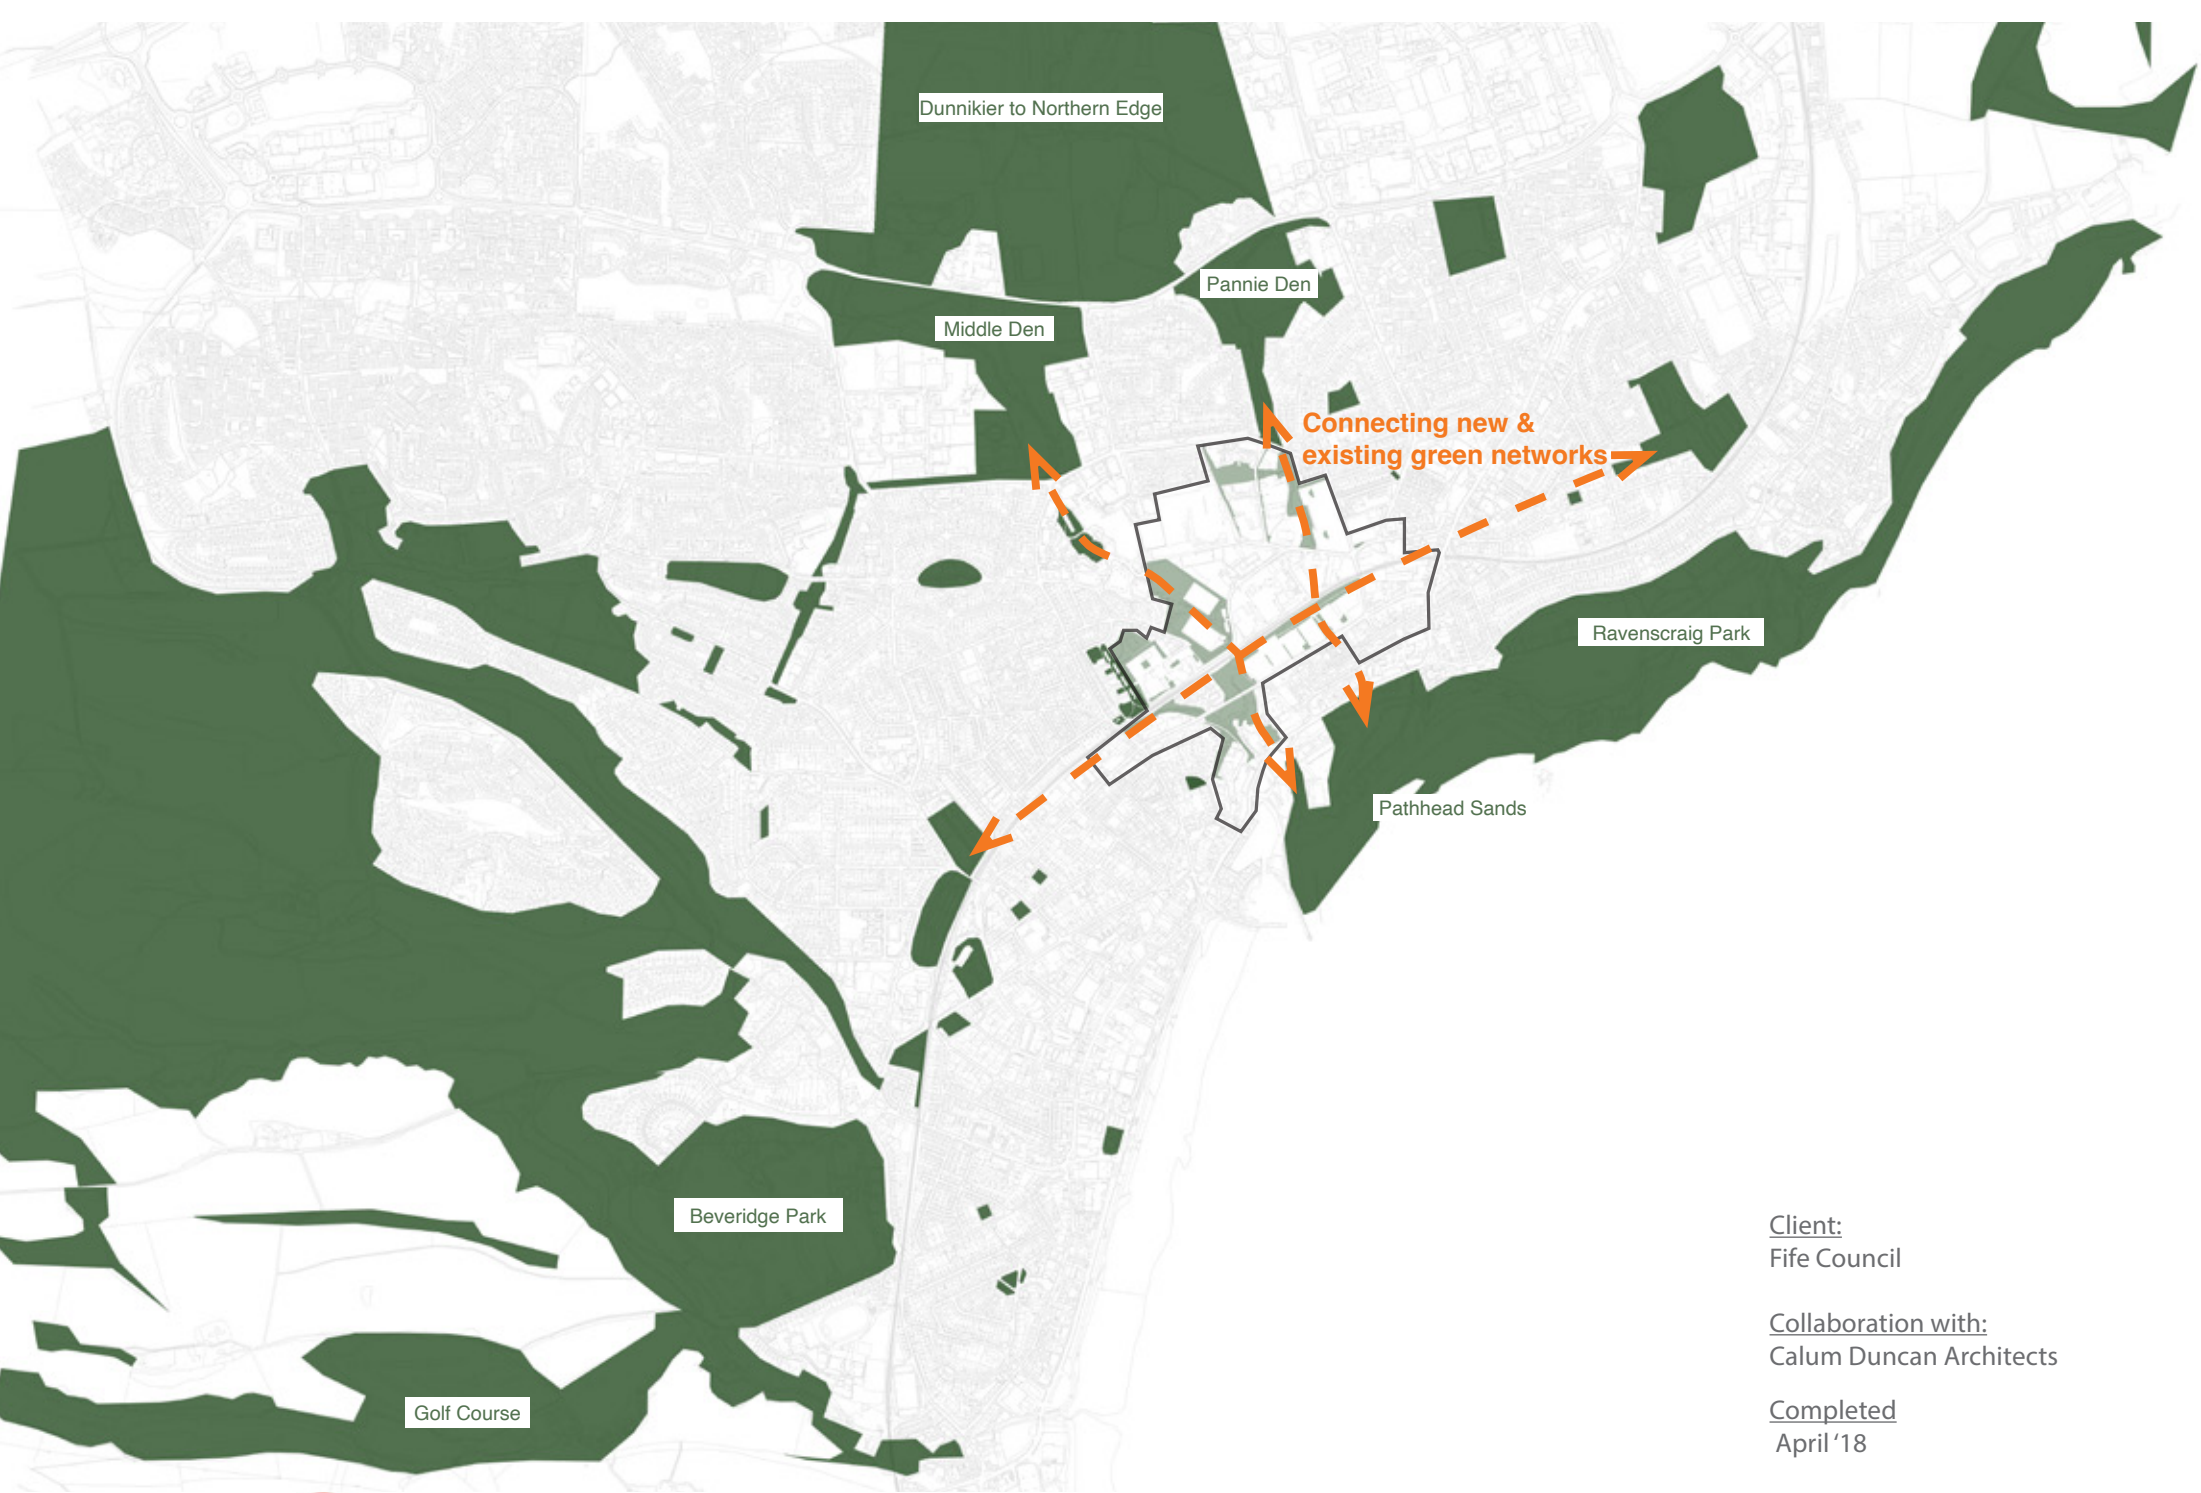 Dunnikier to Northern Edge
Pannie Den
Middle Den
Connecting new &
existing green networks
Ravenscraig Park
Pathhead Sands
Beveridge Park
Golf Course
Client:
Fife Council
Collaboration with:
Calum Duncan Architects
Completed
April ‘18